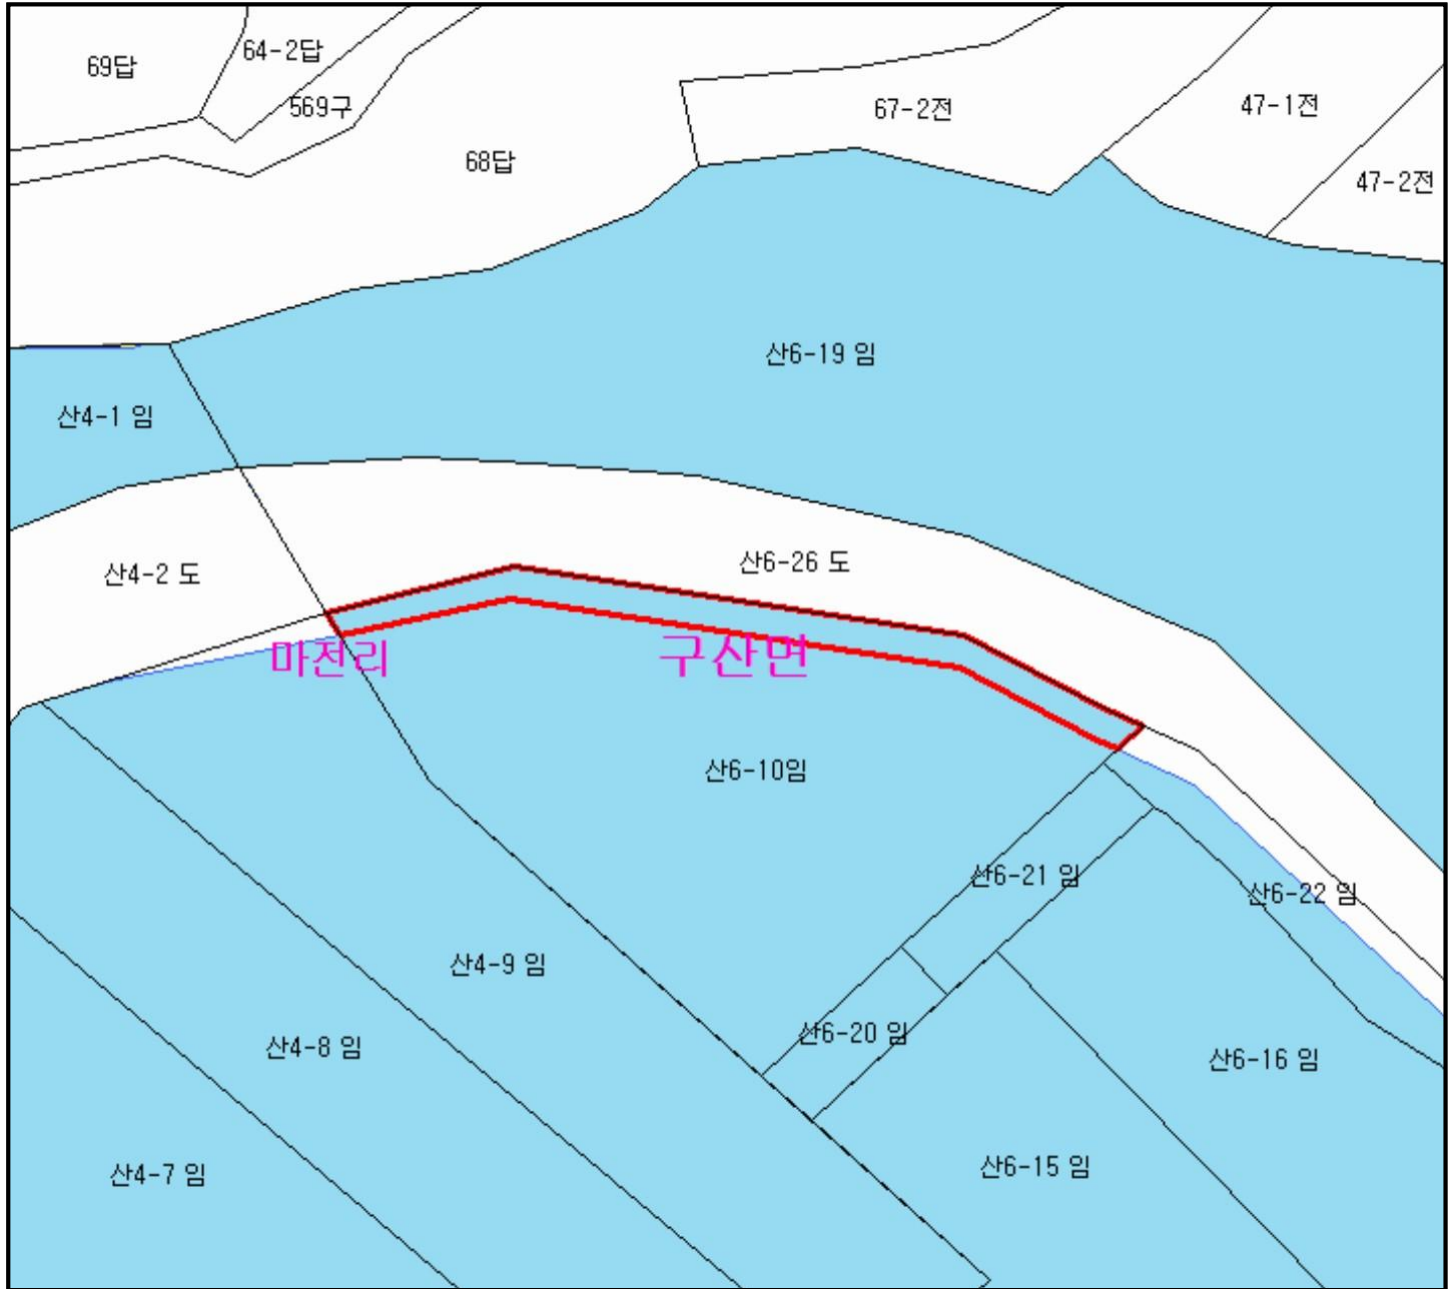 64-2답
69답
569구
67-2전
47-1전
68답
47-2전
산6-19 임
산4-1 임
산6-26 도
산4-2 도
마전리
구산면
산6-10임
산6-21 임
산6-22 임
산4-9 임
산6-20 임
산4-8 임
산6-16 임
산6-15 임
산4-7 임